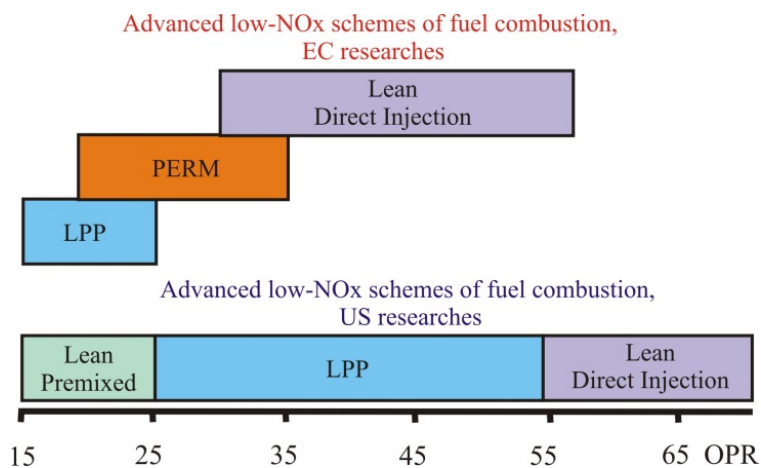 Advanced low-NOx schemes of fuel combustion,
EC researches
Lean
Direct Injection
PERM
LPP
Advanced low-NOx schemes of fuel combustion,
US researches
Lean
Premixed
LPP
Lean
Direct Injection
15 25 35 45 55 65 OPR